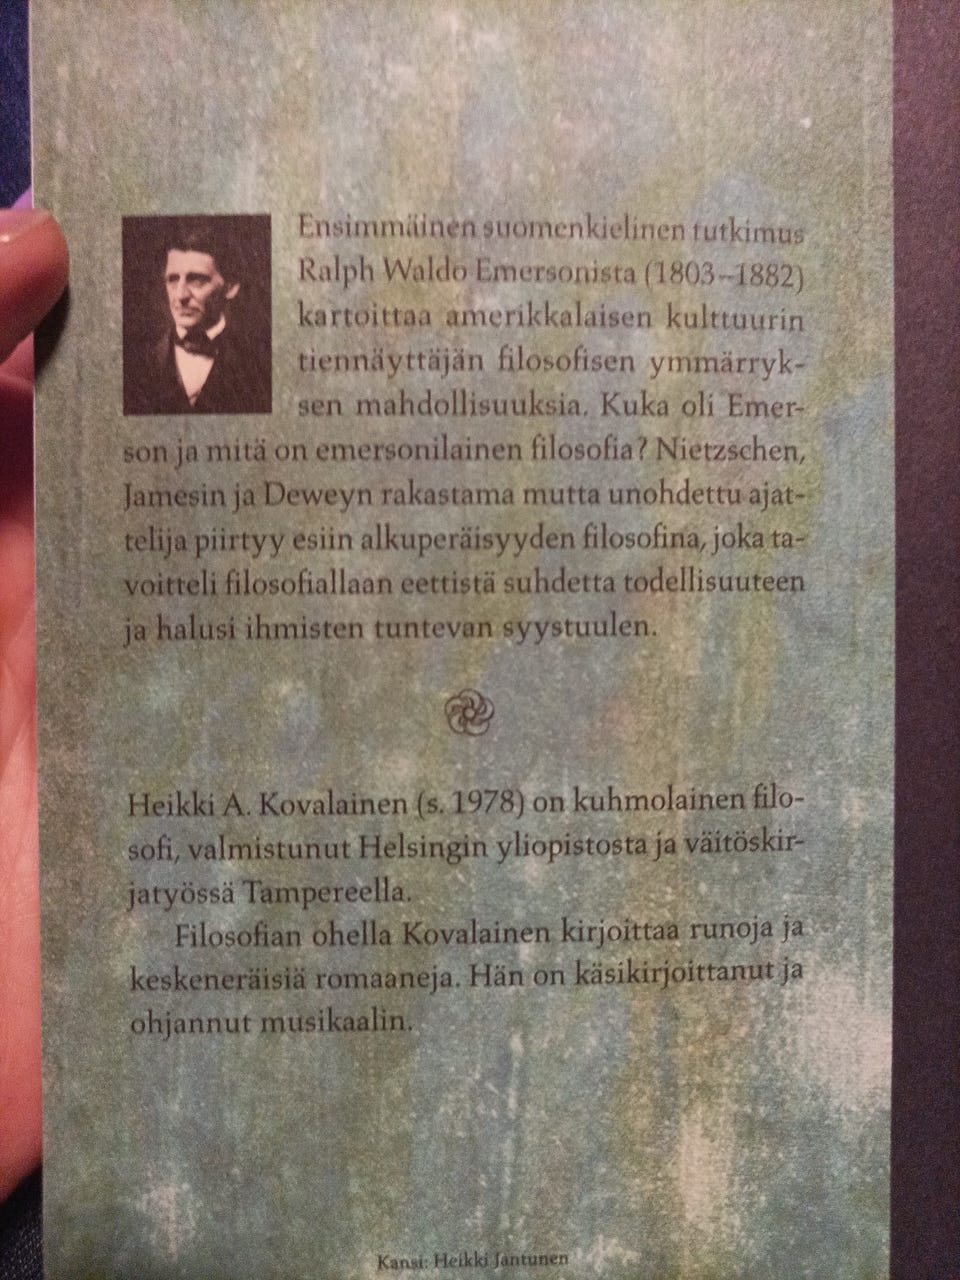 Ensimmäinen suomenkielinen tutkimus
Ralph Waldo Emersonista (1803–1882)
kartoittaa amerikkalaisen kulttuurin
tiennäyttäjän filosofisen ymmärryk-
sen mahdollisuuksia. Kuka oli Emer-
son ja mitä on emersonilainen filosofia? Nietzschen,
Jamesin ja Deweyn rakastama mutta unohdettu ajat-
telija piirtyy esiin alkuperäisyyden filosofina, joka ta-
voitteli filosofiallaan eettistä suhdetta todellisuuteen
ja halusi ihmisten tuntevan syystuulen.
Heikki A. Kovalainen (s. 1978) on kuhmolainen filo-
sofi, valmistunut Helsingin yliopistosta ja väitöskir-
jatyössä Tampereella.
Filosofian ohella Kovalainen kirjoittaa runoja ja
keskeneräisiä romaaneja. Hän on käsikirjoittanut ja
ohjannut musikaalin.
Kansi: Heikki Jantunen